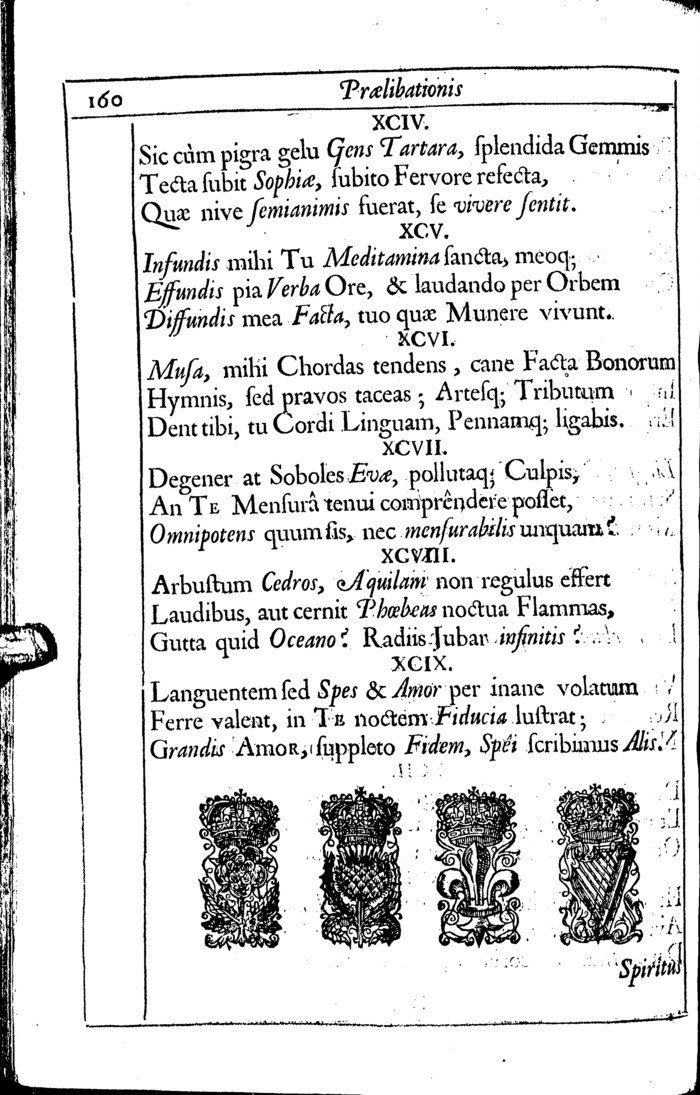 160
Prælibationis
XCIV.
Sic cùm pigra gelu Gens Tartara, ſplendida Gemmis
Tecta ſubit Sophiæ, ſubito Fervore refecta,
Quæ nive ſemianimis fuerat, ſe vivere ſentit.
XCV.
Infundis mihi Tu Meditamina ſancta, meoq;
Effundis pia Verba Ore, & laudando per Orbem
Diffundis mea Facta, tuo quæ Munere vivunt.
XCVI.
Muſa, mihi Chordas tendens, cane Facta Bonorum
Hymnis, ſed pravos taceas; Arteſq; Tributum
Dent tibi, tu Cordi Linguam, Pennamq; ligabis.
XCVII.
Degener at Soboles Evæ, pollutaq; Culpis,
An TE Menſurâ tenui comprêndere poſſet,
Omnipotens quum ſis, nec menſurabilis unquam?
XCVIII.
Arbuſtum Cedros, Aquilam non regulus effert
Laudibus, aut cernit Phœbeas noctua Flammas,
Gutta quid Oceano? Radiis Jubar infinitis?
XCIX.
Languentem ſed Spes & Amor per inane volatum
Ferre valent, in TE noctem Fiducia luſtrat;
Grandis AMOR, ſuppleto Fidem, Spêi ſcribimus Alis.
Spiritus